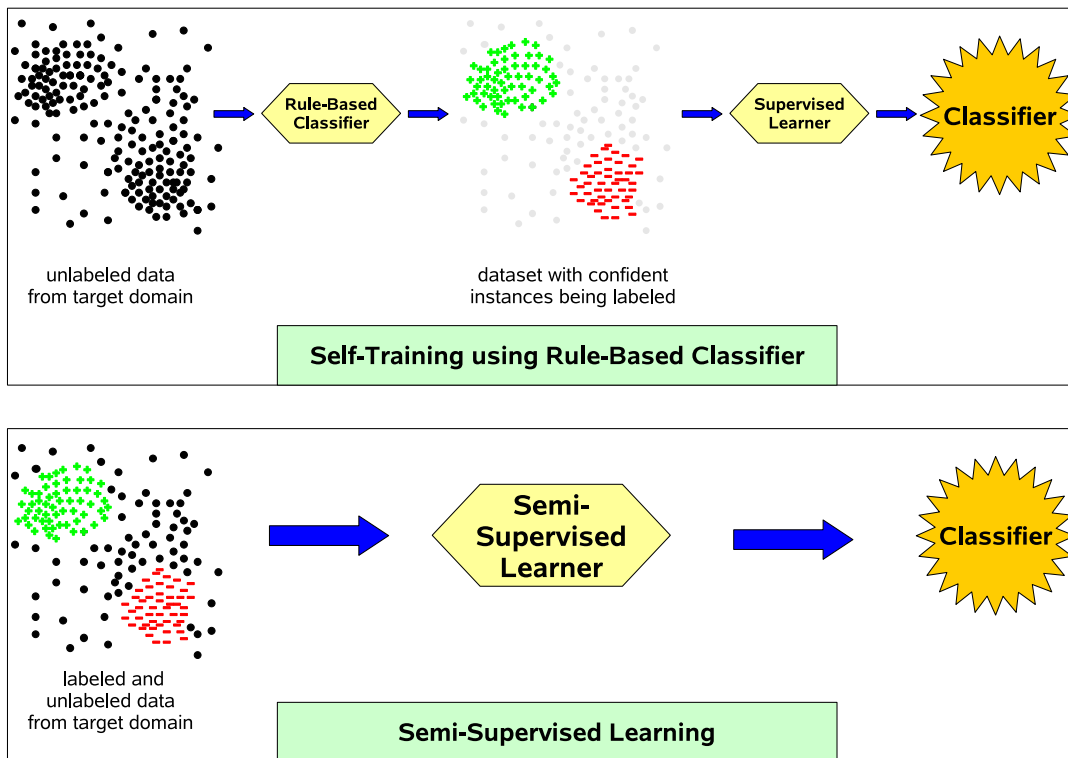 Rule-Based
Classifier
Supervised
Learner
Classifier
unlabeled data
from target domain
dataset with confident
instances being labeled
Self-Training using Rule-Based Classifier
Semi-
Supervised
Learner
Classifier
labeled and
unlabeled data
from target domain
Semi-Supervised Learning